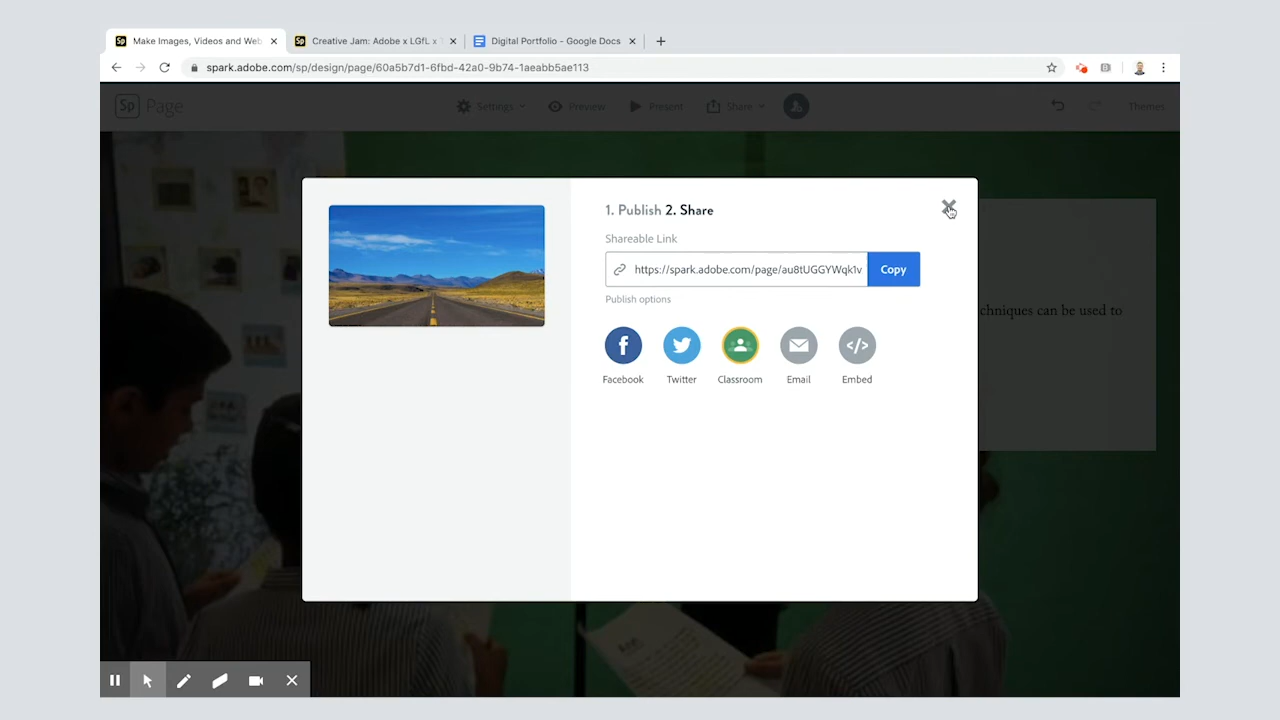 Make Images, Videos and Web
Creative Jam: Adobe x LGfL x
Digital Portfolio - Google Docs
spark.adobe.com/sp/design/page/60a5b7d1-6fbd-42a0-9b74-1aeabb5ae113
Sp Page
Settings
Preview
Present
Share
Themes
1. Publish 2. Share
Shareable Link
https://spark.adobe.com/page/au8tUGGYWqk1v
Copy
Publish options
chniques can be used to
Facebook
Twitter
Classroom
Email
Embed